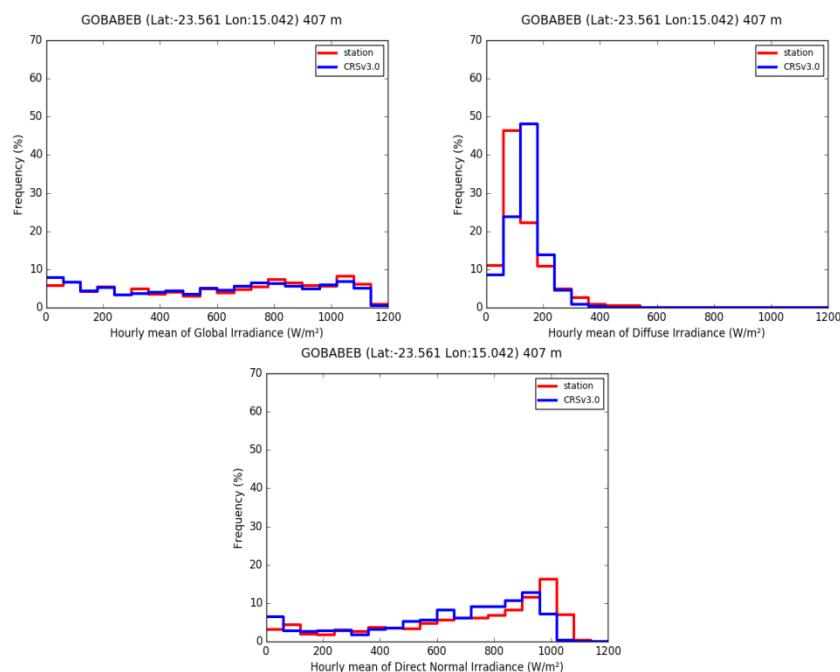 GOBABEB (Lat:-23.561 Lon:15.042) 407 m
70
60
50
40
30
20
10
0
Frequency (%)
station
CRSv3.0
0 200 400 600 800 1000 1200
Hourly mean of Global Irradiance (W/m²)
GOBABEB (Lat:-23.561 Lon:15.042) 407 m
70
60
50
40
30
20
10
0
Frequency (%)
station
CRSv3.0
0 200 400 600 800 1000 1200
Hourly mean of Diffuse Irradiance (W/m²)
GOBABEB (Lat:-23.561 Lon:15.042) 407 m
70
60
50
40
30
20
10
0
Frequency (%)
station
CRSv3.0
0 200 400 600 800 1000 1200
Hourly mean of Direct Normal Irradiance (W/m²)